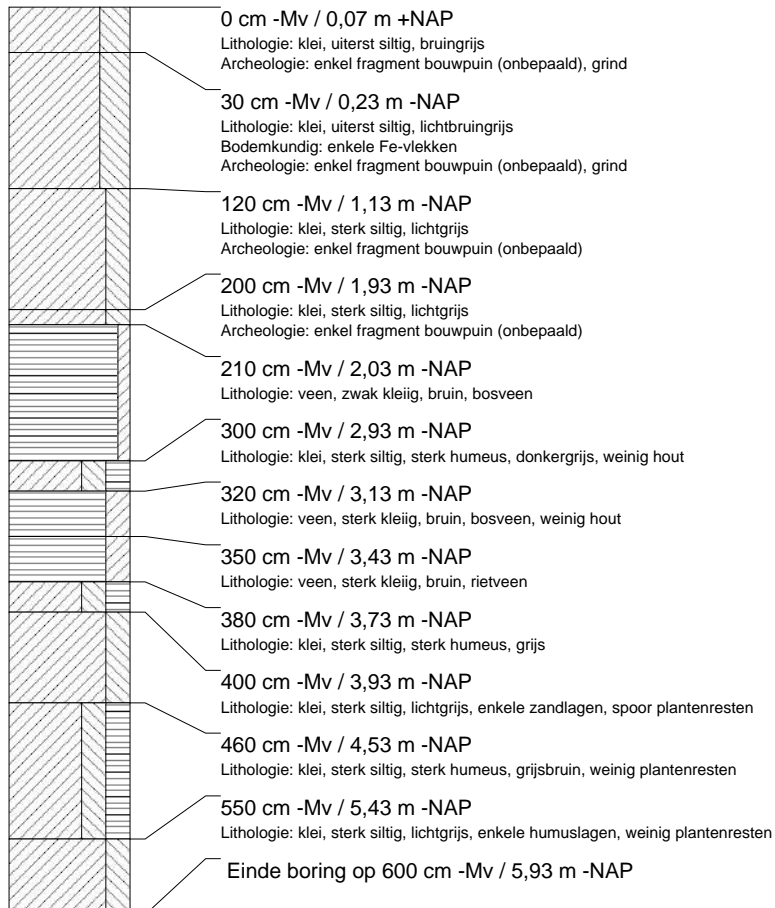 0 cm -Mv / 0,07 m +NAP
Lithologie: klei, uiterst siltig, bruingrijs
Archeologie: enkel fragment bouwpuin (onbepaald), grind
30 cm -Mv / 0,23 m -NAP
Lithologie: klei, uiterst siltig, lichtbruingrijs
Bodemkundig: enkele Fe-vlekken
Archeologie: enkel fragment bouwpuin (onbepaald), grind
120 cm -Mv / 1,13 m -NAP
Lithologie: klei, sterk siltig, lichtgrijs
Archeologie: enkel fragment bouwpuin (onbepaald)
200 cm -Mv / 1,93 m -NAP
Lithologie: klei, sterk siltig, lichtgrijs
Archeologie: enkel fragment bouwpuin (onbepaald)
210 cm -Mv / 2,03 m -NAP
Lithologie: veen, zwak kleiig, bruin, bosveen
300 cm -Mv / 2,93 m -NAP
Lithologie: klei, sterk siltig, sterk humeus, donkergrijs, weinig hout
320 cm -Mv / 3,13 m -NAP
Lithologie: veen, sterk kleiig, bruin, bosveen, weinig hout
350 cm -Mv / 3,43 m -NAP
Lithologie: veen, sterk kleiig, bruin, rietveen
380 cm -Mv / 3,73 m -NAP
Lithologie: klei, sterk siltig, sterk humeus, grijs
400 cm -Mv / 3,93 m -NAP
Lithologie: klei, sterk siltig, lichtgrijs, enkele zandlagen, spoor plantenresten
460 cm -Mv / 4,53 m -NAP
Lithologie: klei, sterk siltig, sterk humeus, grijsbruin, weinig plantenresten
550 cm -Mv / 5,43 m -NAP
Lithologie: klei, sterk siltig, lichtgrijs, enkele humuslagen, weinig plantenresten
Einde boring op 600 cm -Mv / 5,93 m -NAP